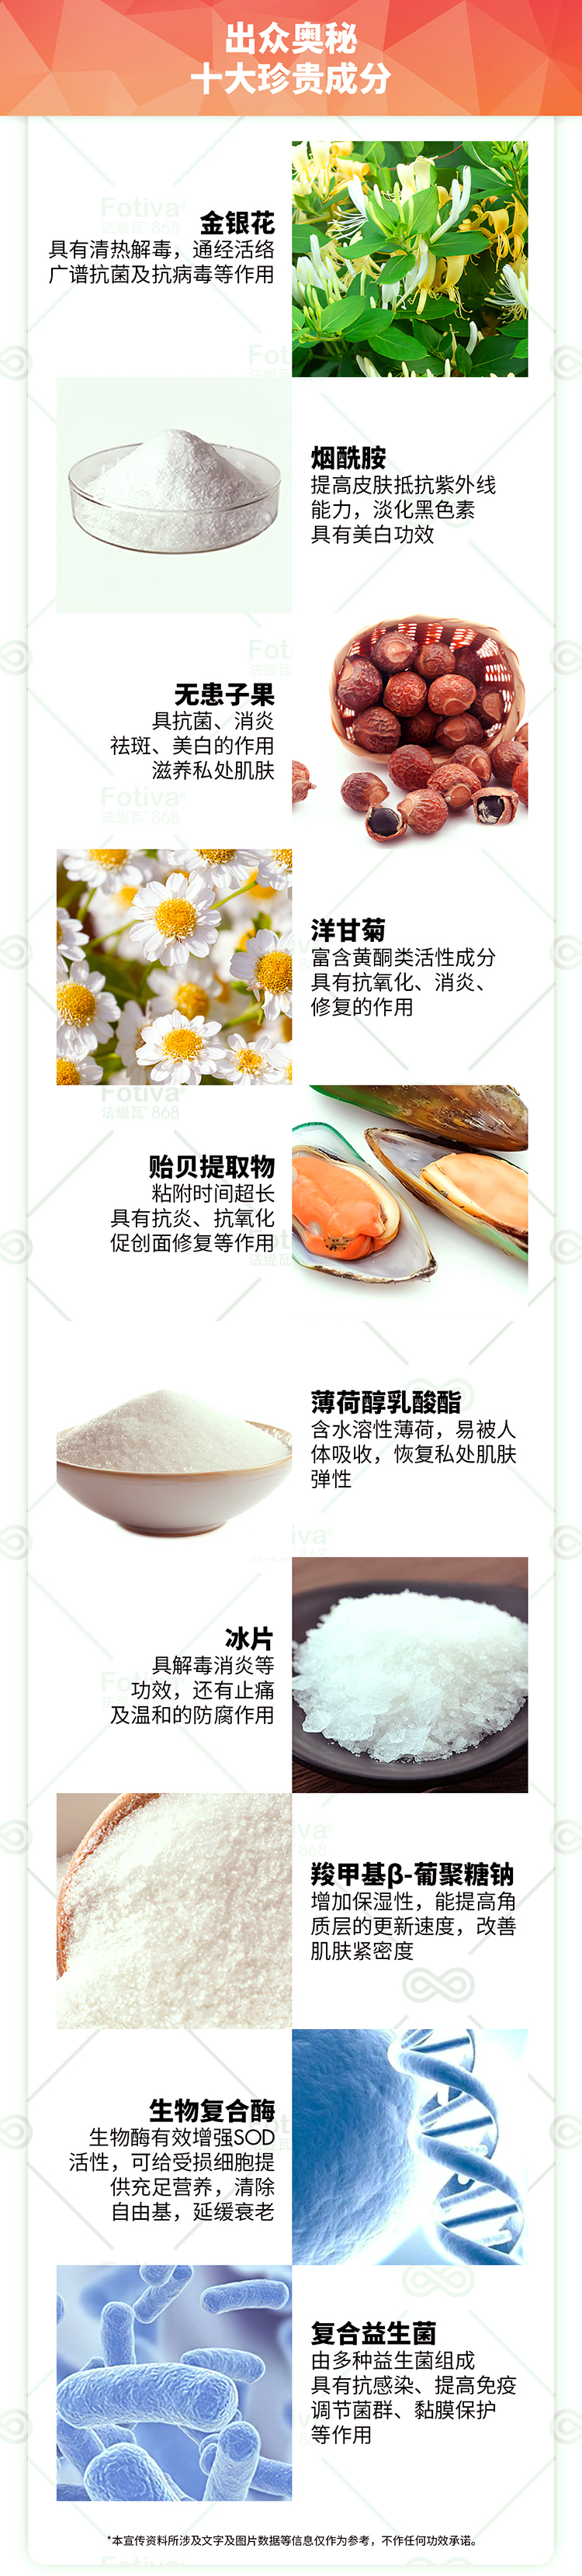 出众奥秘
十大珍贵成分
Fotiva®
法缇瓦® 868
金银花
具有清热解毒，通经活络
广谱抗菌及抗病毒等作用
烟酰胺
提高皮肤抵抗紫外线
能力，淡化黑色素
具有美白功效
无患子果
具抗菌、消炎
祛斑、美白的作用
滋养私处肌肤
Fotiva®
法缇瓦® 868
洋甘菊
富含黄酮类活性成分
具有抗氧化、消炎、
修复的作用
Fotiva®
法缇瓦® 868
贻贝提取物
粘附时间超长
具有抗炎、抗氧化
促创面修复等作用
薄荷醇乳酸酯
含水溶性薄荷，易被人
体吸收，恢复私处肌肤
弹性
冰片
具解毒消炎等
功效，还有止痛
及温和的防腐作用
羧甲基β-葡聚糖钠
增加保湿性，能提高角
质层的更新速度，改善
肌肤紧密度
生物复合酶
生物酶有效增强SOD
活性，可给受损细胞提
供充足营养，清除
自由基，延缓衰老
复合益生菌
由多种益生菌组成
具有抗感染、提高免疫
调节菌群、黏膜保护
等作用
*本宣传资料所涉及文字及图片数据等信息仅作为参考，不作任何功效承诺。